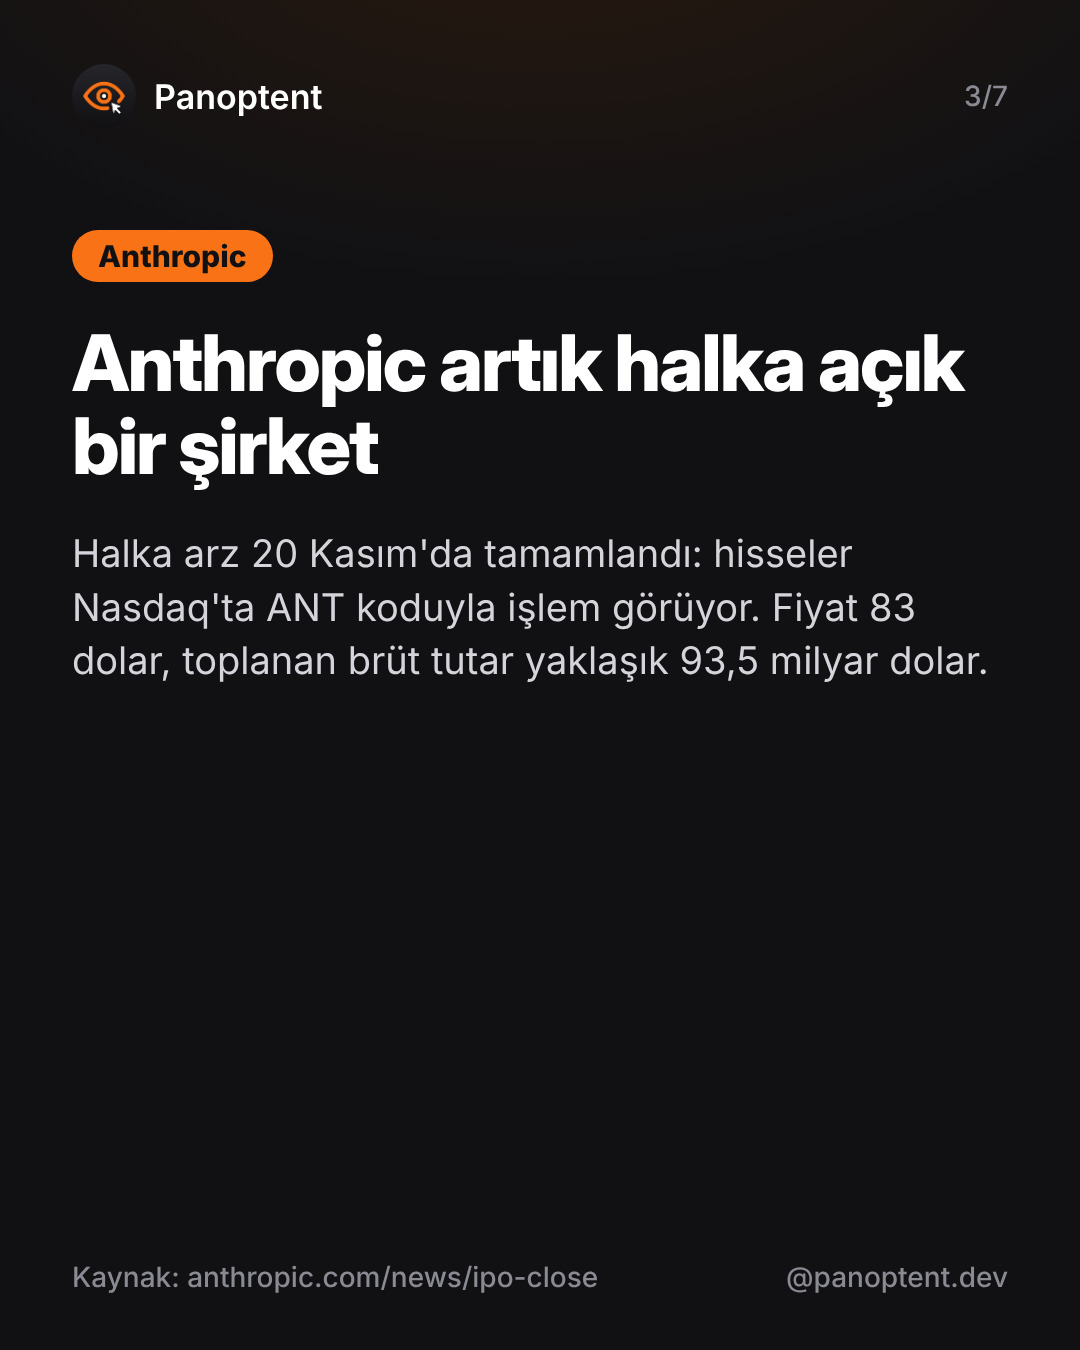 Panoptent
3/7
Anthropic
Anthropic artık halka açık
bir şirket
Halka arz 20 Kasım'da tamamlandı: hisseler
Nasdaq'ta ANT koduyla işlem görüyor. Fiyat 83
dolar, toplanan brüt tutar yaklaşık 93,5 milyar dolar.
Kaynak: anthropic.com/news/ipo-close
@panoptent.dev